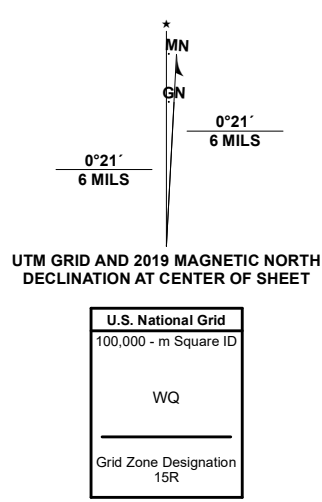 ★
MN
GN
0°21´
6 MILS
0°21´
6 MILS
UTM GRID AND 2019 MAGNETIC NORTH
DECLINATION AT CENTER OF SHEET
U.S. National Grid
100,000 - m Square ID
WQ
Grid Zone Designation
15R